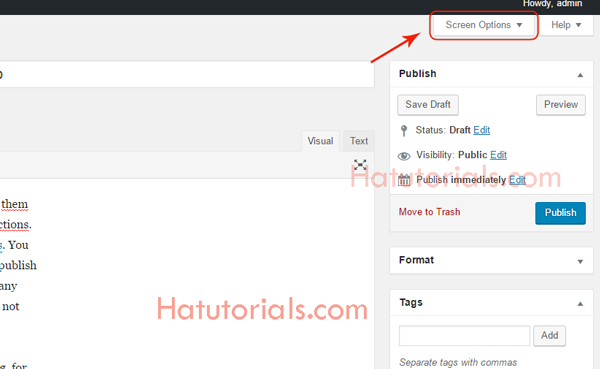 Howdy, admin
Screen Options
Help
Publish
Save Draft
Preview
Status: Draft Edit
Visibility: Public Edit
Publish immediately Edit
Hatutorials.com
Move to Trash
Publish
Format
Tags
Add
Separate tags with commas
Visual
Text
them
ctions.
s. You
publish
any
not
Hatutorials.com
g, for